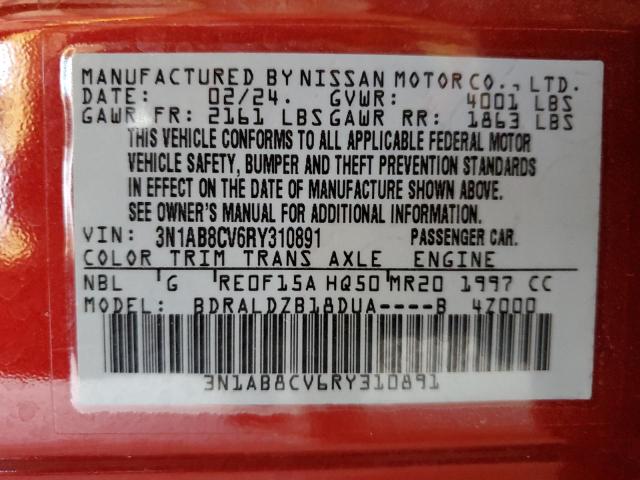 MANUFACTURED BY NISSAN MOTOR CO., LTD.
DATE: 02/24. GVWR: 4001 LBS
GAWR FR: 2161 LBS GAWR RR: 1863 LBS
THIS VEHICLE CONFORMS TO ALL APPLICABLE FEDERAL MOTOR
VEHICLE SAFETY, BUMPER AND THEFT PREVENTION STANDARDS
IN EFFECT ON THE DATE OF MANUFACTURE SHOWN ABOVE.
SEE OWNER'S MANUAL FOR ADDITIONAL INFORMATION.
VIN: 3N1AB8CV6RY310891 PASSENGER CAR.
COLOR TRIM TRANS AXLE ENGINE
NBL G RE0F15A HQ50 MR20 1997 CC
MODEL: BDRALDZB18DUA----B 4Z000
3N1AB8CV6RY310891